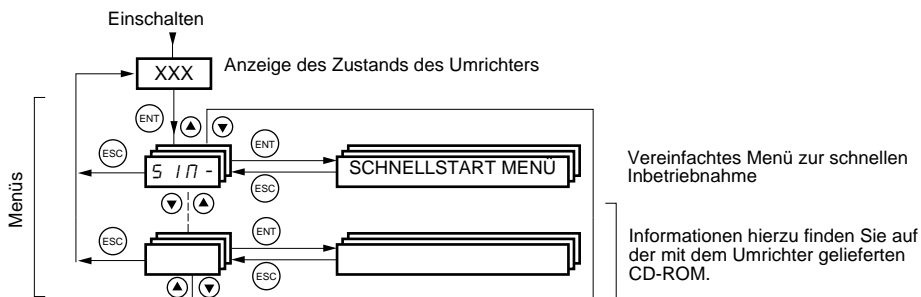 Einschalten
XXX
Anzeige des Zustands des Umrichters
ENT
ESC
ENT
SIM-
SCHNELLSTART MENÜ
Vereinfachtes Menü zur schnellen
Inbetriebnahme
ESC
Menüs
ESC
ENT
Informationen hierzu finden Sie auf
der mit dem Umrichter gelieferten
CD-ROM.
ESC